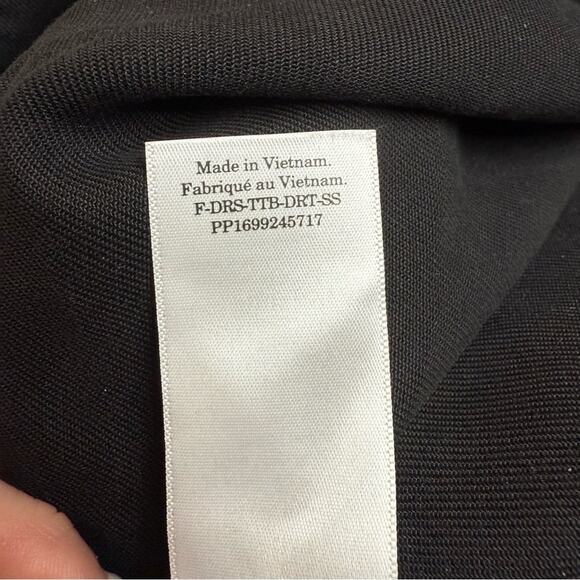 Made in Vietnam.
Fabriqué au Vietnam.
F-DRS-TTB-DRT-SS
PP1699245717